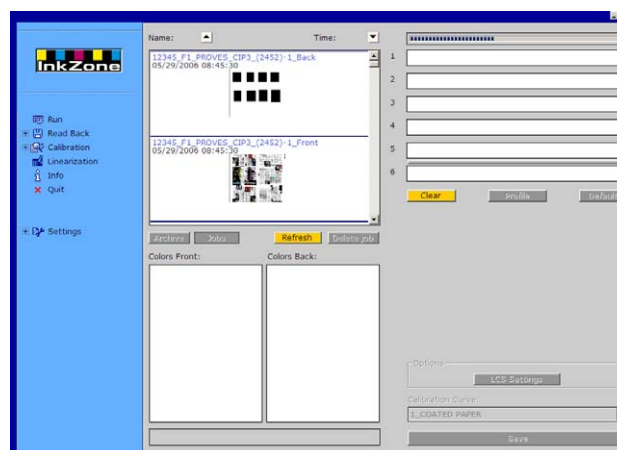 InkZone
Run
Read Back
Calibration
Linearization
Info
Quit
Settings
Name: Time:
12345_F1_PROVES_CIP3_(2452)-1_Back
05/29/2006 08:45:30
12345_F1_PROVES_CIP3_(2452)-1_Front
05/29/2006 08:45:30
Archive Jobs Refresh Delete job
Colors Front: Colors Back:
1
2
3
4
5
6
Clear Profile Default
Options
LCS Settings
Calibration Curve
1_COATED PAPER
Save